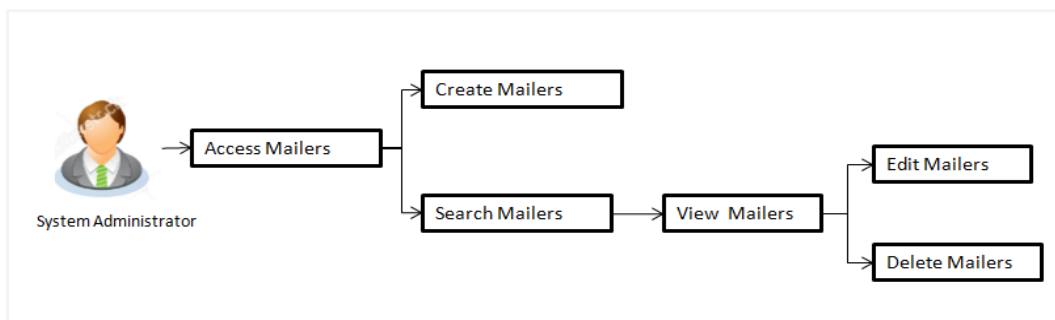 Create Mailers
Access Mailers
Edit Mailers
System Administrator
Search Mailers
View  Mailers
Delete Mailers